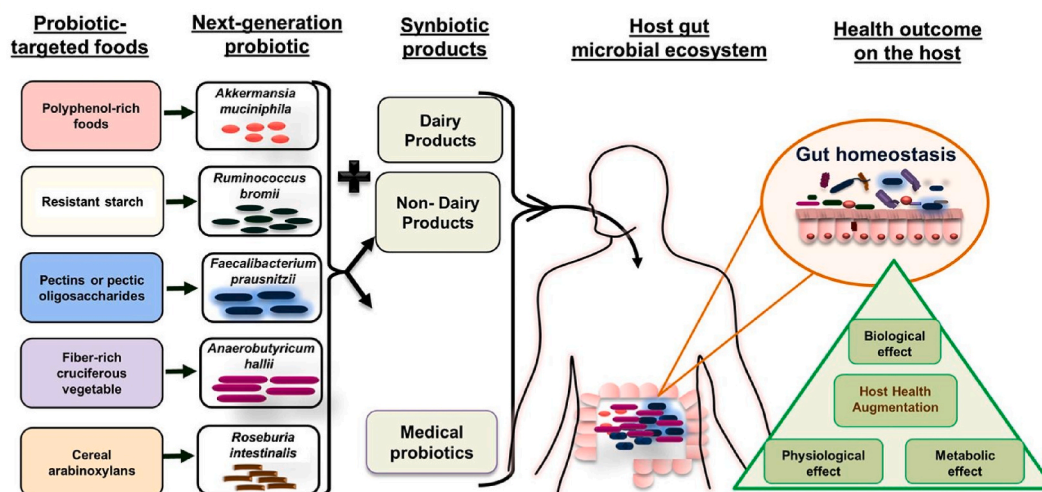 Probiotic-
targeted foods
Next-generation
probiotic
Synbiotic
products
Host gut
microbial ecosystem
Health outcome
on the host
Polyphenol-rich
foods
Akkermansia
muciniphila
Resistant starch
Ruminococcus
bromii
Pectins or pectic
oligosaccharides
Faecalibacterium
prausnitzii
Fiber-rich
cruciferous
vegetable
Anaerobutyricum
hallii
Cereal
arabinoxylans
Roseburia
intestinalis
Dairy
Products
Non- Dairy
Products
Medical
probiotics
Gut homeostasis
Biological
effect
Host Health
Augmentation
Physiological
effect
Metabolic
effect